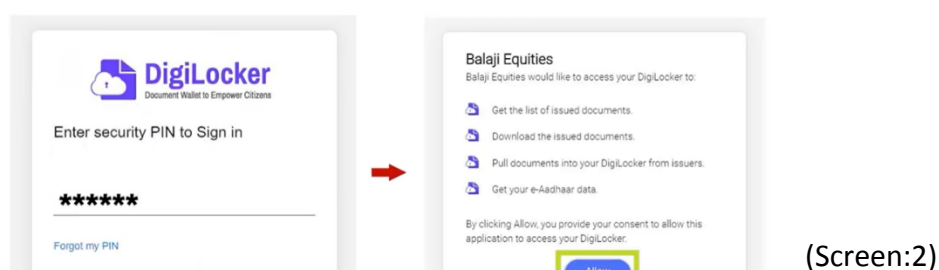 DigiLocker
Document Wallet to Empower Citizens
Enter security PIN to Sign in
******
Forgot my PIN
Balaji Equities
Balaji Equities would like to access your DigiLocker to:
Get the list of issued documents.
Download the issued documents.
Pull documents into your DigiLocker from issuers.
Get your e-Aadhaar data.
By clicking Allow, you provide your consent to allow this
application to access your DigiLocker.
Allow
(Screen:2)